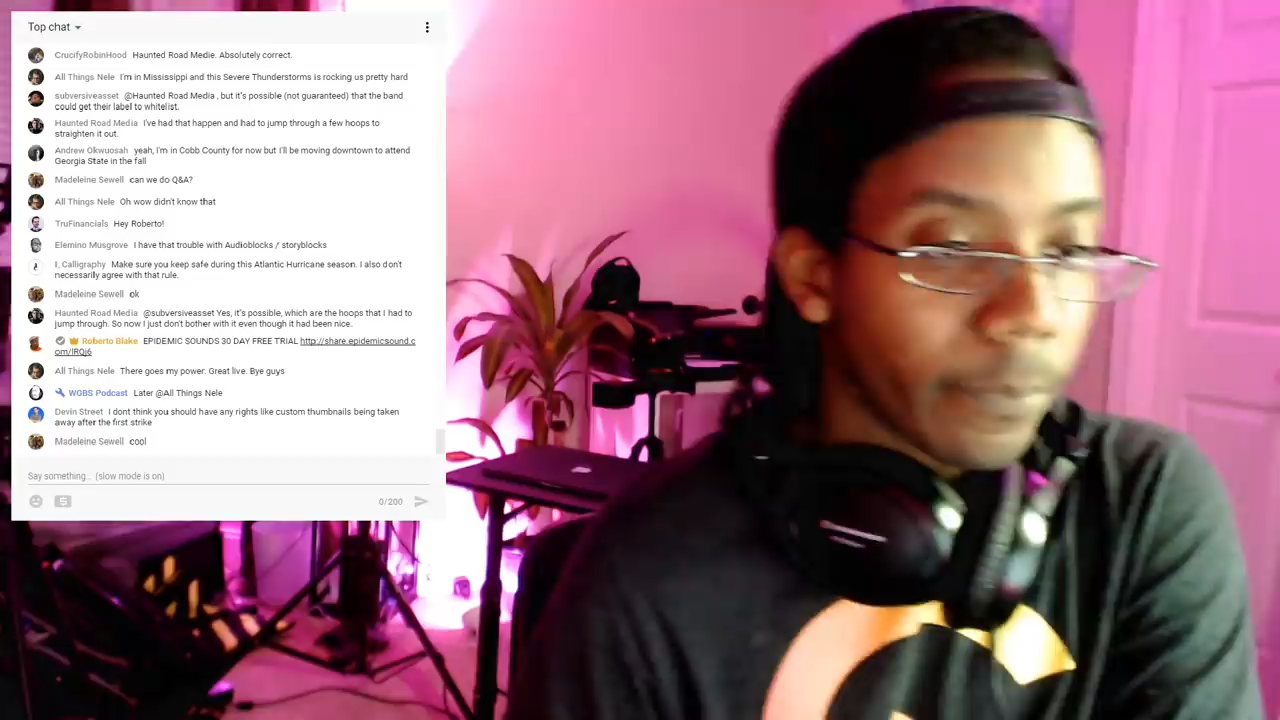 Top chat
CrucifyRobinHood Haunted Road Medie. Absolutely correct.
All Things Nele I'm in Mississippi and this Severe Thunderstorms is rocking us pretty hard
subversiveasset @Haunted Road Media , but it's possible (not guaranteed) that the band
could get their label to whitelist.
Haunted Road Media I've had that happen and had to jump through a few hoops to
straighten it out.
Andrew Okwuosah yeah, I'm in Cobb County for now but I'll be moving downtown to attend
Georgia State in the fall
Madeleine Sewell can we do Q&A?
All Things Nele Oh wow didn't know that
TruFinancials Hey Roberto!
Elemino Musgrove I have that trouble with Audioblocks / storyblocks
I, Calligraphy Make sure you keep safe during this Atlantic Hurricane season. I also don't
necessarily agree with that rule.
Madeleine Sewell ok
Haunted Road Media @subversiveasset Yes, it's possible, which are the hoops that I had to
jump through. So now I just don't bother with it even though it had been nice.
Roberto Blake EPIDEMIC SOUNDS 30 DAY FREE TRIAL http://share.epidemicsound.c
om/lRQj6
All Things Nele There goes my power. Great live. Bye guys
WGBS Podcast Later @All Things Nele
Devin Street I dont think you should have any rights like custom thumbnails being taken
away after the first strike
Madeleine Sewell cool
Say something... (slow mode is on)
0/200